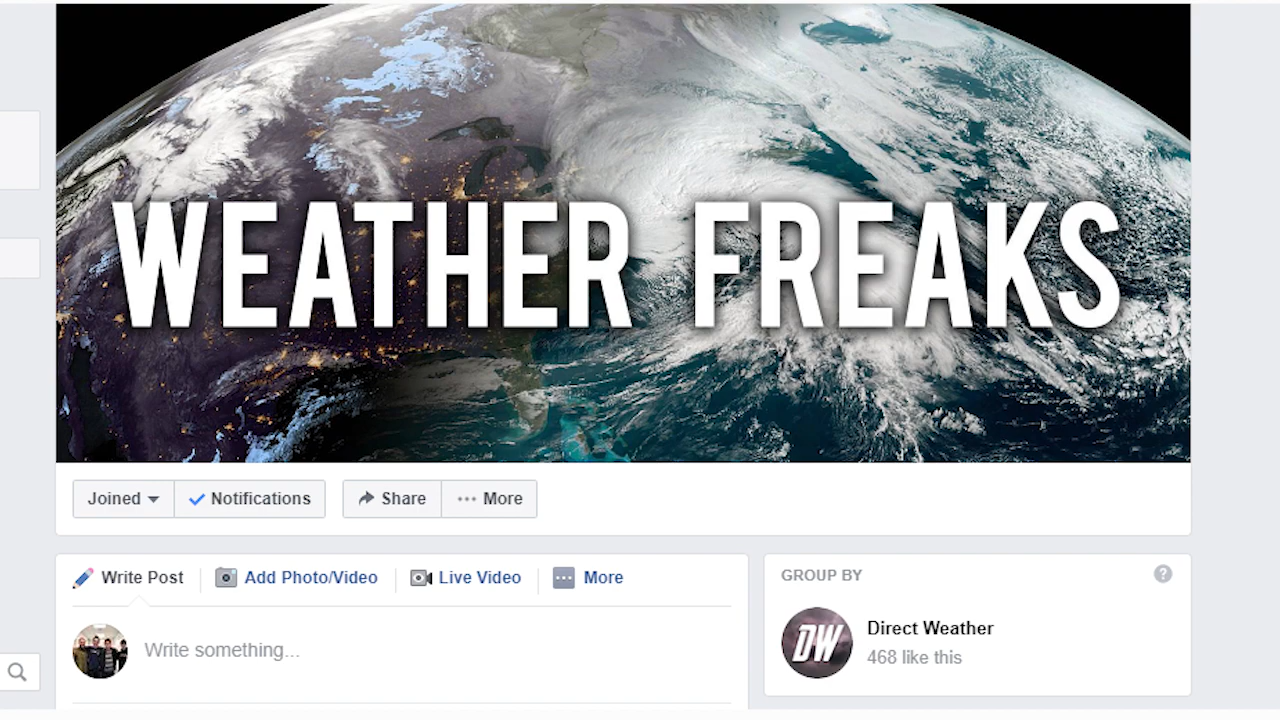 WEATHER FREAKS
Joined Notifications Share ··· More
Write Post Add Photo/Video Live Video More
Write something...
GROUP BY ?
DW
Direct Weather
468 like this